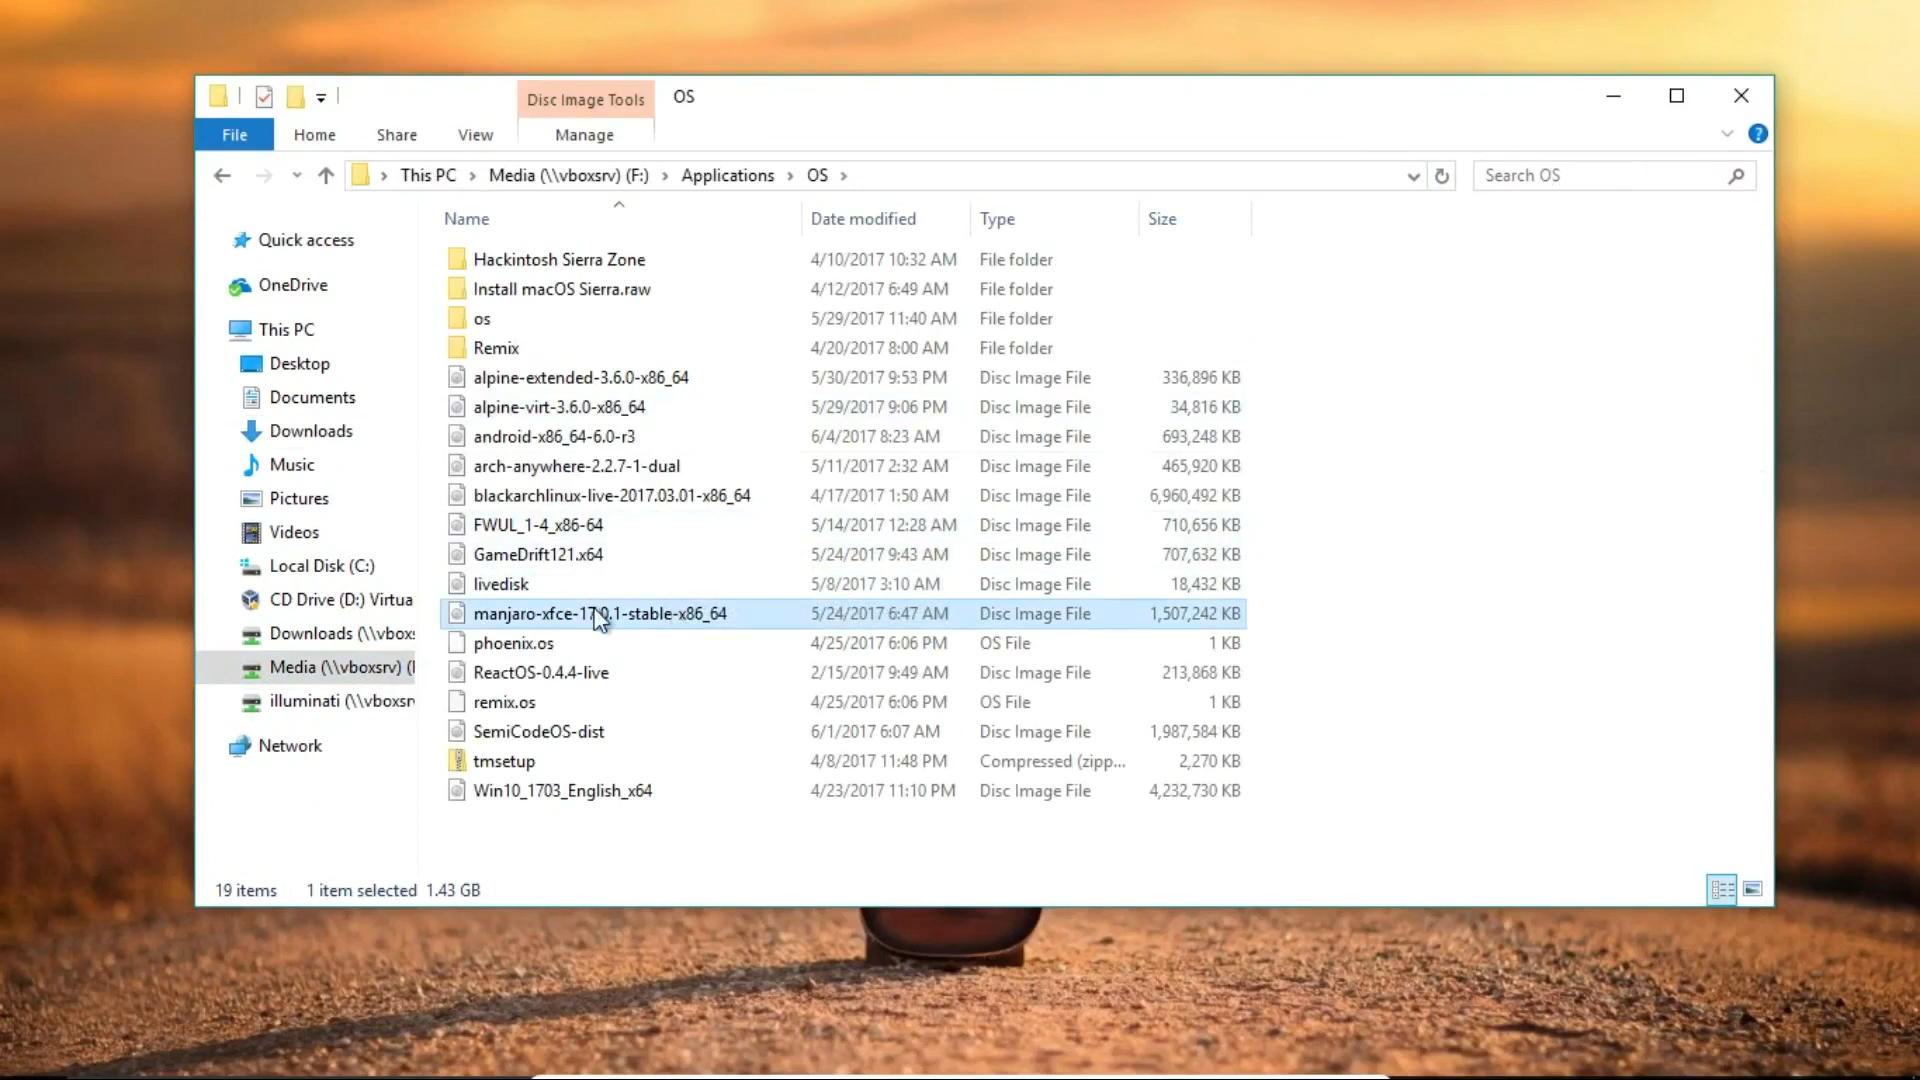 Disc Image Tools OS
File Home Share View Manage
This PC Media (\\vboxsrv) (F:) Applications OS
Search OS
Name Date modified Type Size
Quick access
OneDrive
This PC
Desktop
Documents
Downloads
Music
Pictures
Videos
Local Disk (C:)
CD Drive (D:) Virtua
Downloads (\\vboxs
Media (\\vboxsrv) (
illuminati (\\vboxsr
Network
Hackintosh Sierra Zone 4/10/2017 10:32 AM File folder
Install macOS Sierra.raw 4/12/2017 6:49 AM File folder
os 5/29/2017 11:40 AM File folder
Remix 4/20/2017 8:00 AM File folder
alpine-extended-3.6.0-x86_64 5/30/2017 9:53 PM Disc Image File 336,896 KB
alpine-virt-3.6.0-x86_64 5/29/2017 9:06 PM Disc Image File 34,816 KB
android-x86_64-6.0-r3 6/4/2017 8:23 AM Disc Image File 693,248 KB
arch-anywhere-2.2.7-1-dual 5/11/2017 2:32 AM Disc Image File 465,920 KB
blackarchlinux-live-2017.03.01-x86_64 4/17/2017 1:50 AM Disc Image File 6,960,492 KB
FWUL_1-4_x86-64 5/14/2017 12:28 AM Disc Image File 710,656 KB
GameDrift121.x64 5/24/2017 9:43 AM Disc Image File 707,632 KB
livedisk 5/8/2017 3:10 AM Disc Image File 18,432 KB
manjaro-xfce-17.0.1-stable-x86_64 5/24/2017 6:47 AM Disc Image File 1,507,242 KB
phoenix.os 4/25/2017 6:06 PM OS File 1 KB
ReactOS-0.4.4-live 2/15/2017 9:49 AM Disc Image File 213,868 KB
remix.os 4/25/2017 6:06 PM OS File 1 KB
SemiCodeOS-dist 6/1/2017 6:07 AM Disc Image File 1,987,584 KB
tmsetup 4/8/2017 11:48 PM Compressed (zipp... 2,270 KB
Win10_1703_English_x64 4/23/2017 11:10 PM Disc Image File 4,232,730 KB
19 items 1 item selected 1.43 GB